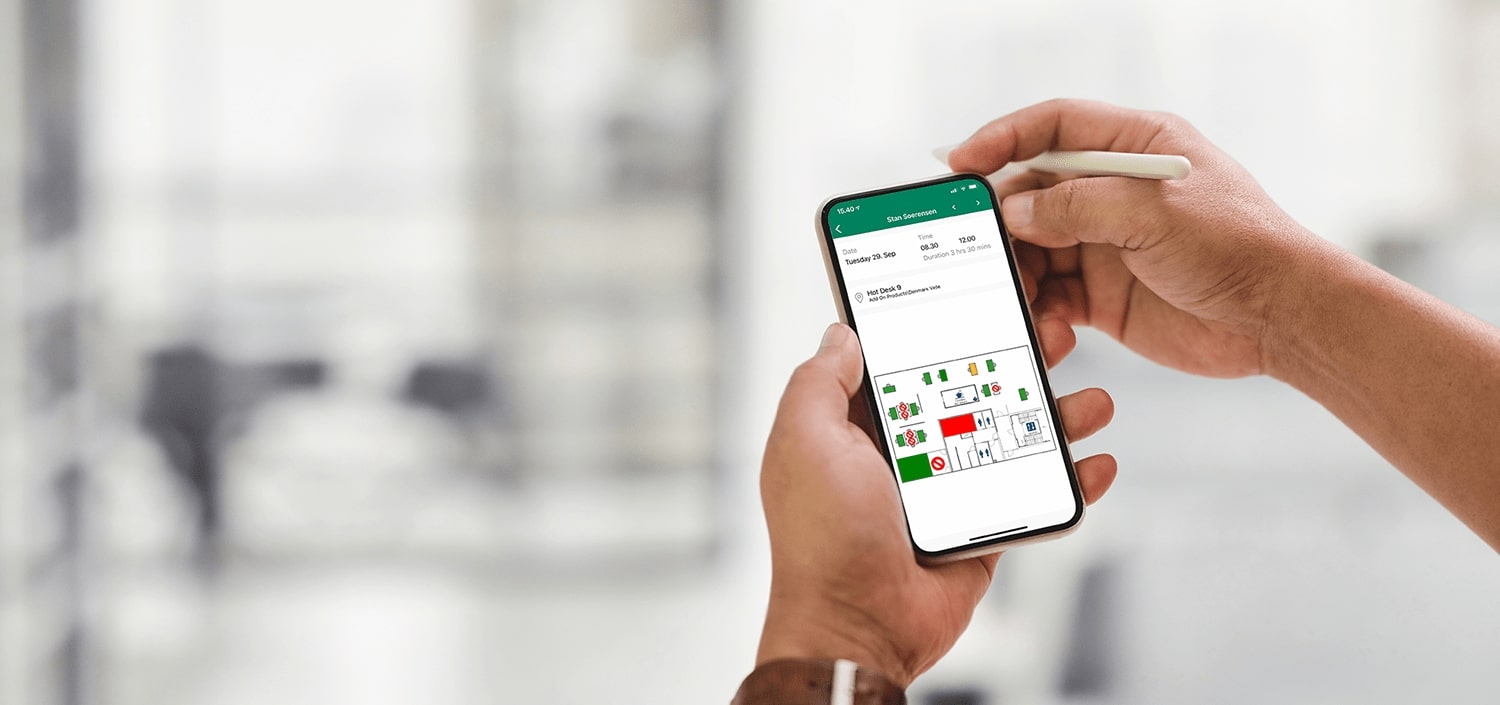 15.40
Stan Soerensen
Date
Tuesday 29. Sep
Time
08.30 12.00
Duration 3 hrs 30 mins
Hot Desk 9
Add On Products\Denmark Vejle